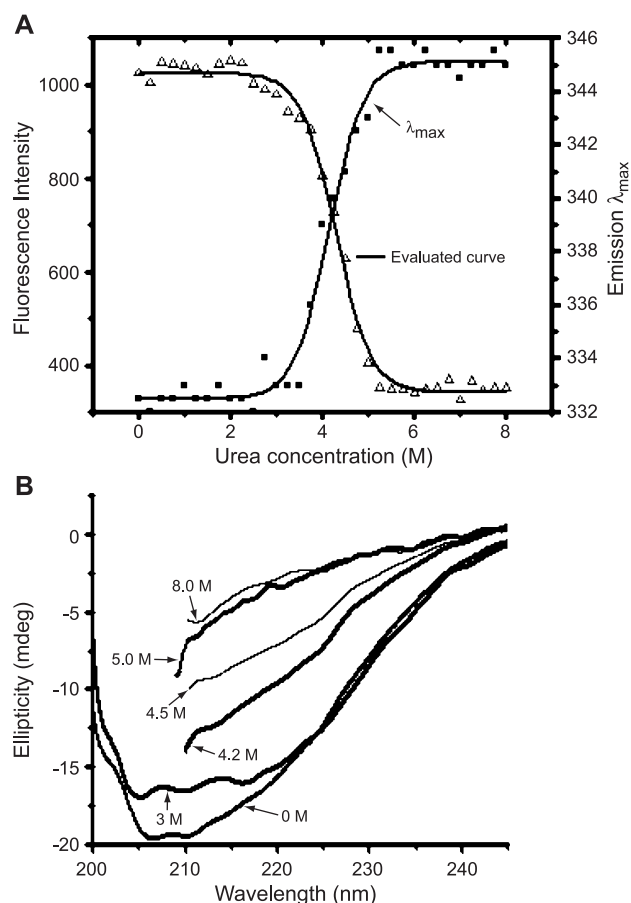 A
Fluorescence Intensity
1000
800
600
400
346
344
342
340
338
336
334
332
Emission λmax
λmax
Evaluated curve
0 2 4 6 8
Urea concentration (M)
B
Ellipticity (mdeg)
0
-5
-10
-15
-20
8.0 M
5.0 M
4.5 M
4.2 M
3 M
0 M
200 210 220 230 240
Wavelength (nm)